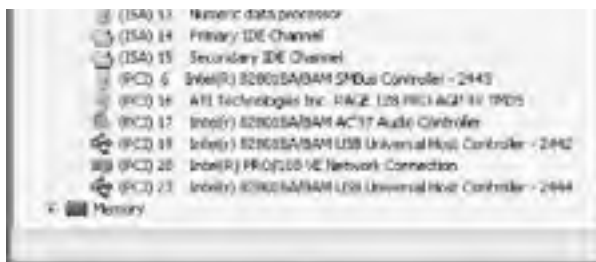 (ISA) 13 Numeric data processor
(ISA) 14 Primary IDE Channel
(ISA) 15 Secondary IDE Channel
(PCI) 6 Intel(R) 82801BA/BAM SMBus Controller - 2443
(PCI) 16 ATI Technologies Inc. RAGE 128 PRO AGP 4X TMDS
(PCI) 17 Intel(r) 82801BA/BAM AC'97 Audio Controller
(PCI) 19 Intel(r) 82801BA/BAM USB Universal Host Controller - 2442
(PCI) 20 Intel(R) PRO/100 VE Network Connection
(PCI) 23 Intel(r) 82801BA/BAM USB Universal Host Controller - 2444
Memory